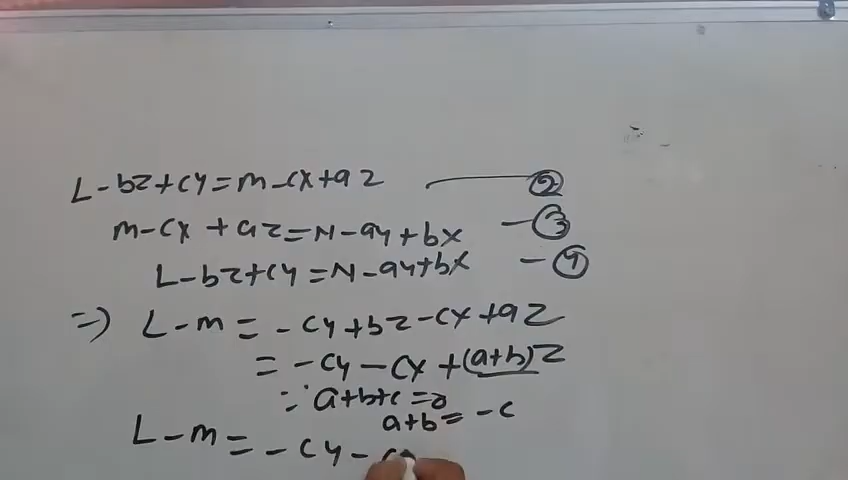 L-bz+cy=m-cx+az —— ②
m-cx+az=N-ay+bx -③
L-bz+cy=N-ay+bx -④
=) L-m = -cy+bz-cx+az
= -cy-cx+(a+b)z
∵ a+b+c=0
a+b=-c
L-m=-cy-c